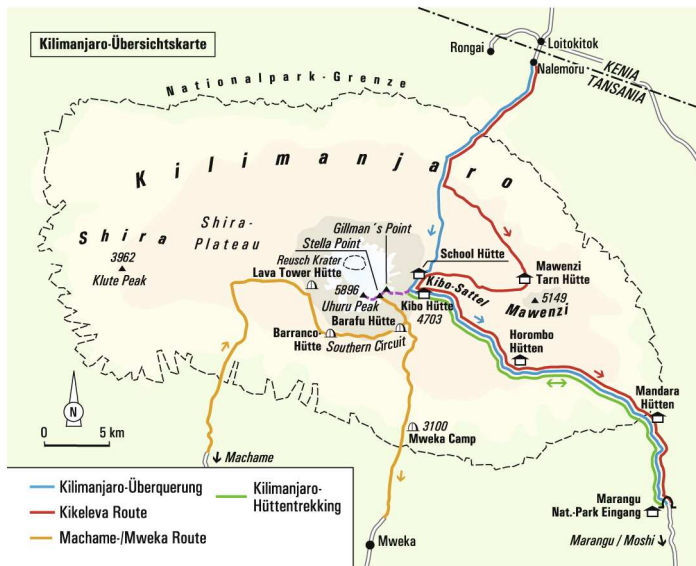 Kilimanjaro-Übersichtskarte
Rongai
Loitokitok
Nalemoru
KENIA
TANSANIA
Nationalpark-Grenze
Kilimanjaro
Shira
Shira-
Plateau
3962
Klute Peak
Gillman´s Point
Stella Point
Reusch Krater
Lava Tower Hütte
5896
Uhuru Peak
Barafu Hütte
Barranco-
Hütte
Southern Circuit
School Hütte
Kibo-Sattel
Kibo Hütte
4703
Mawenzi
Tarn Hütte
5149
Mawenzi
Horombo
Hütten
Mandara
Hütten
3100
Mweka Camp
N
0 5 km
Machame
Marangu
Nat.-Park Eingang
Marangu / Moshi
Mweka
Kilimanjaro-Überquerung
Kikeleva Route
Machame-/Mweka Route
Kilimanjaro-
Hüttentrekking